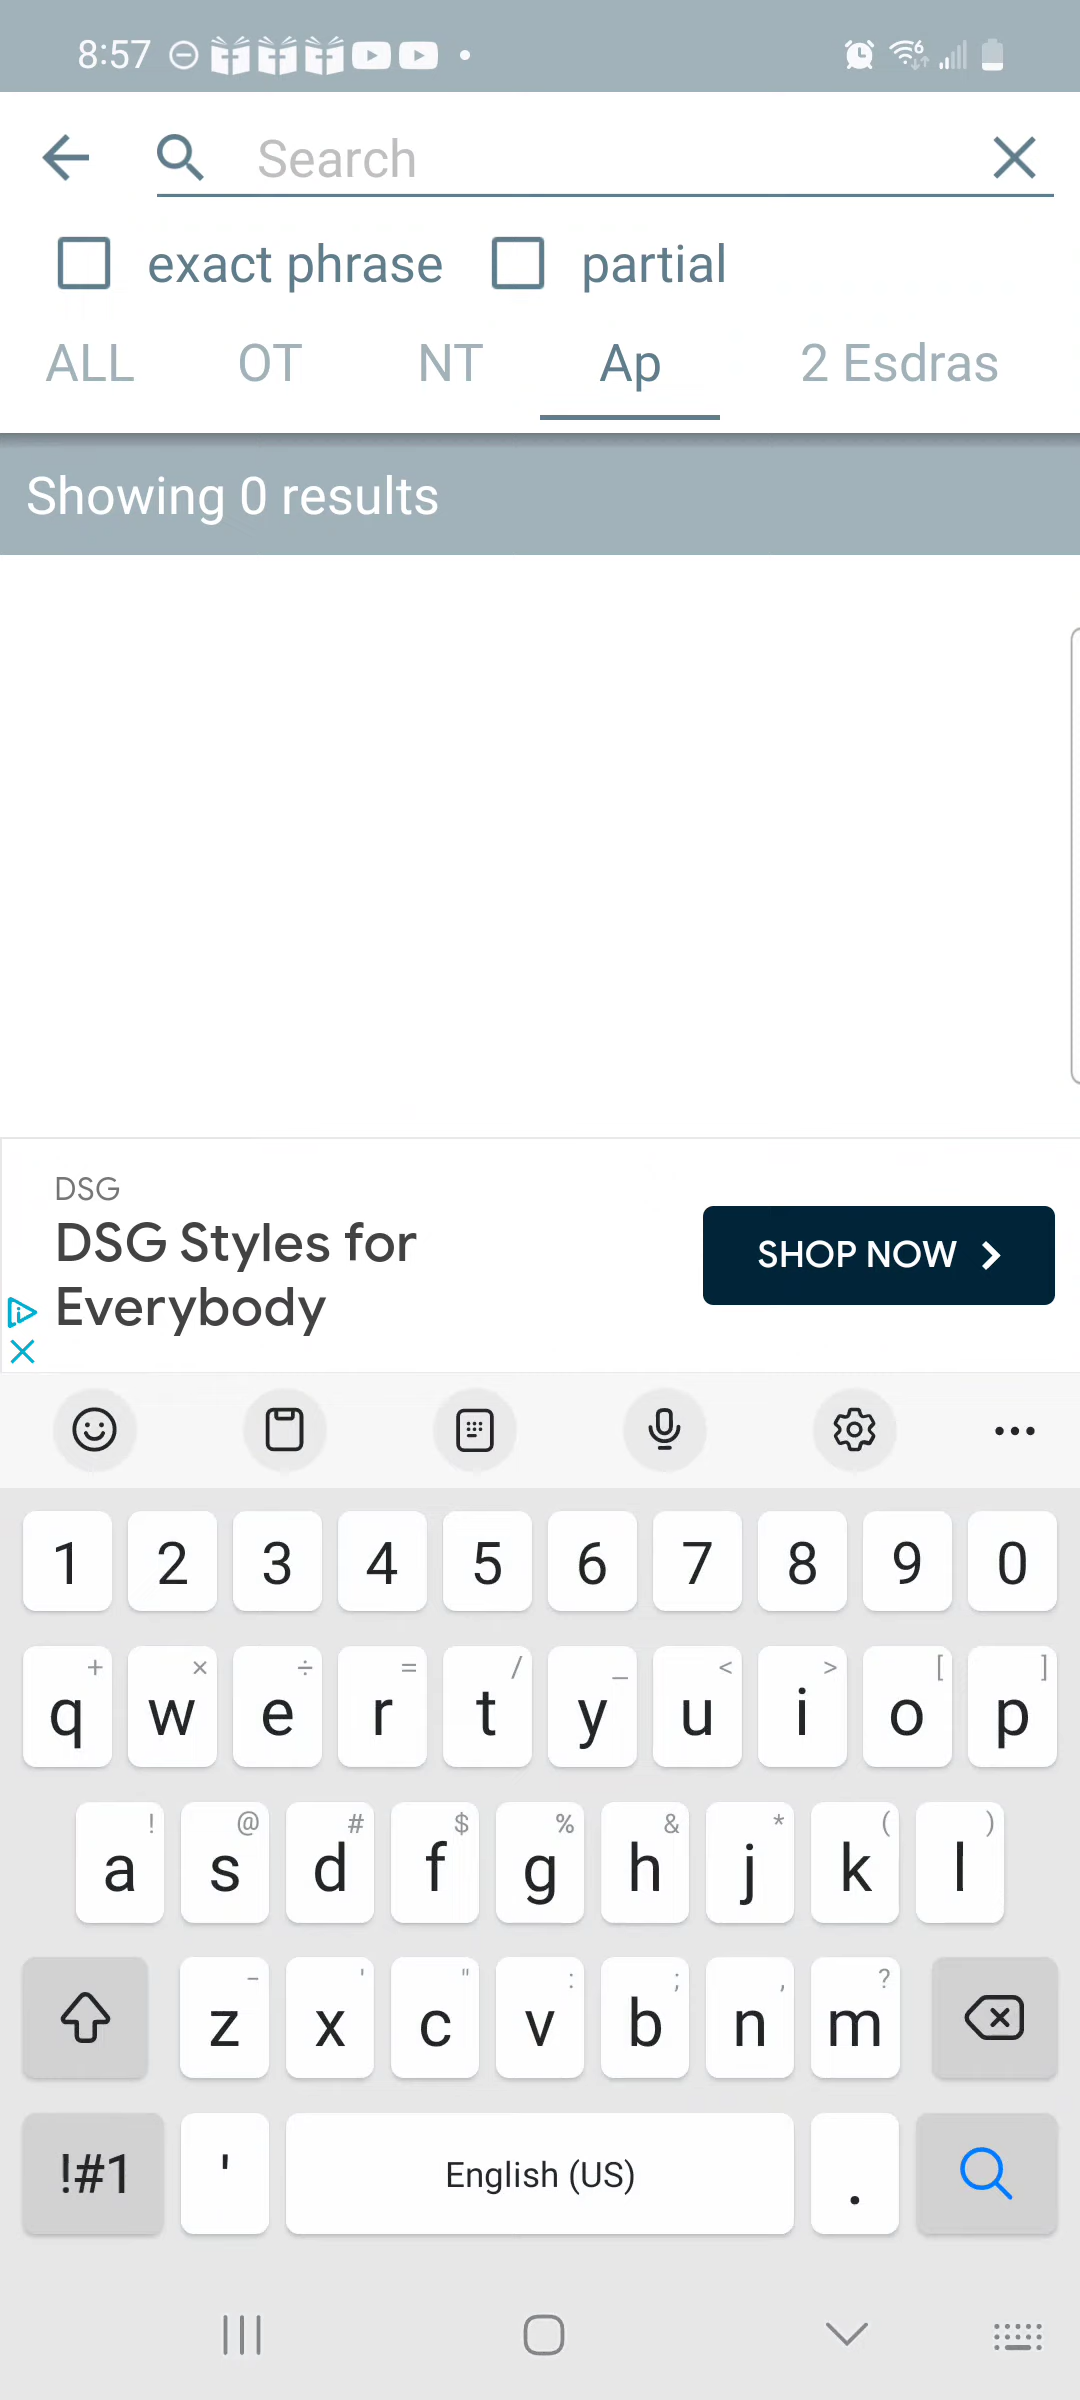 8:57
Search
exact phrase partial
ALL OT NT Ap 2 Esdras
Showing 0 results
DSG
DSG Styles for
Everybody
SHOP NOW
1 2 3 4 5 6 7 8 9 0
+ × ÷ = / _ < > [ ]
q w e r t y u i o p
! @ # $ % & * ( )
a s d f g h j k l
- ' " : ; , ?
z x c v b n m
!#1 ' English (US) .